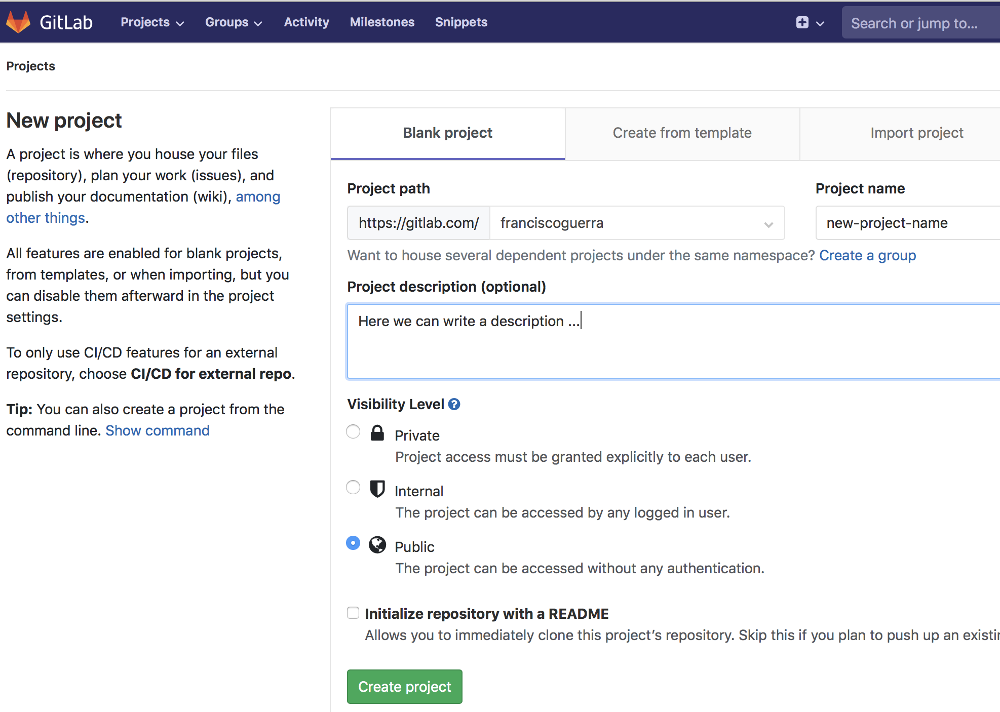 GitLab Projects Groups Activity Milestones Snippets Search or jump to...
Projects
New project
A project is where you house your files
(repository), plan your work (issues), and
publish your documentation (wiki), among
other things.
All features are enabled for blank projects,
from templates, or when importing, but you
can disable them afterward in the project
settings.
To only use CI/CD features for an external
repository, choose CI/CD for external repo.
Tip: You can also create a project from the
command line. Show command
Blank project Create from template Import project
Project path Project name
https://gitlab.com/ franciscoguerra new-project-name
Want to house several dependent projects under the same namespace? Create a group
Project description (optional)
Here we can write a description ...
Visibility Level ?
Private
Project access must be granted explicitly to each user.
Internal
The project can be accessed by any logged in user.
Public
The project can be accessed without any authentication.
Initialize repository with a README
Allows you to immediately clone this project’s repository. Skip this if you plan to push up an
Create project